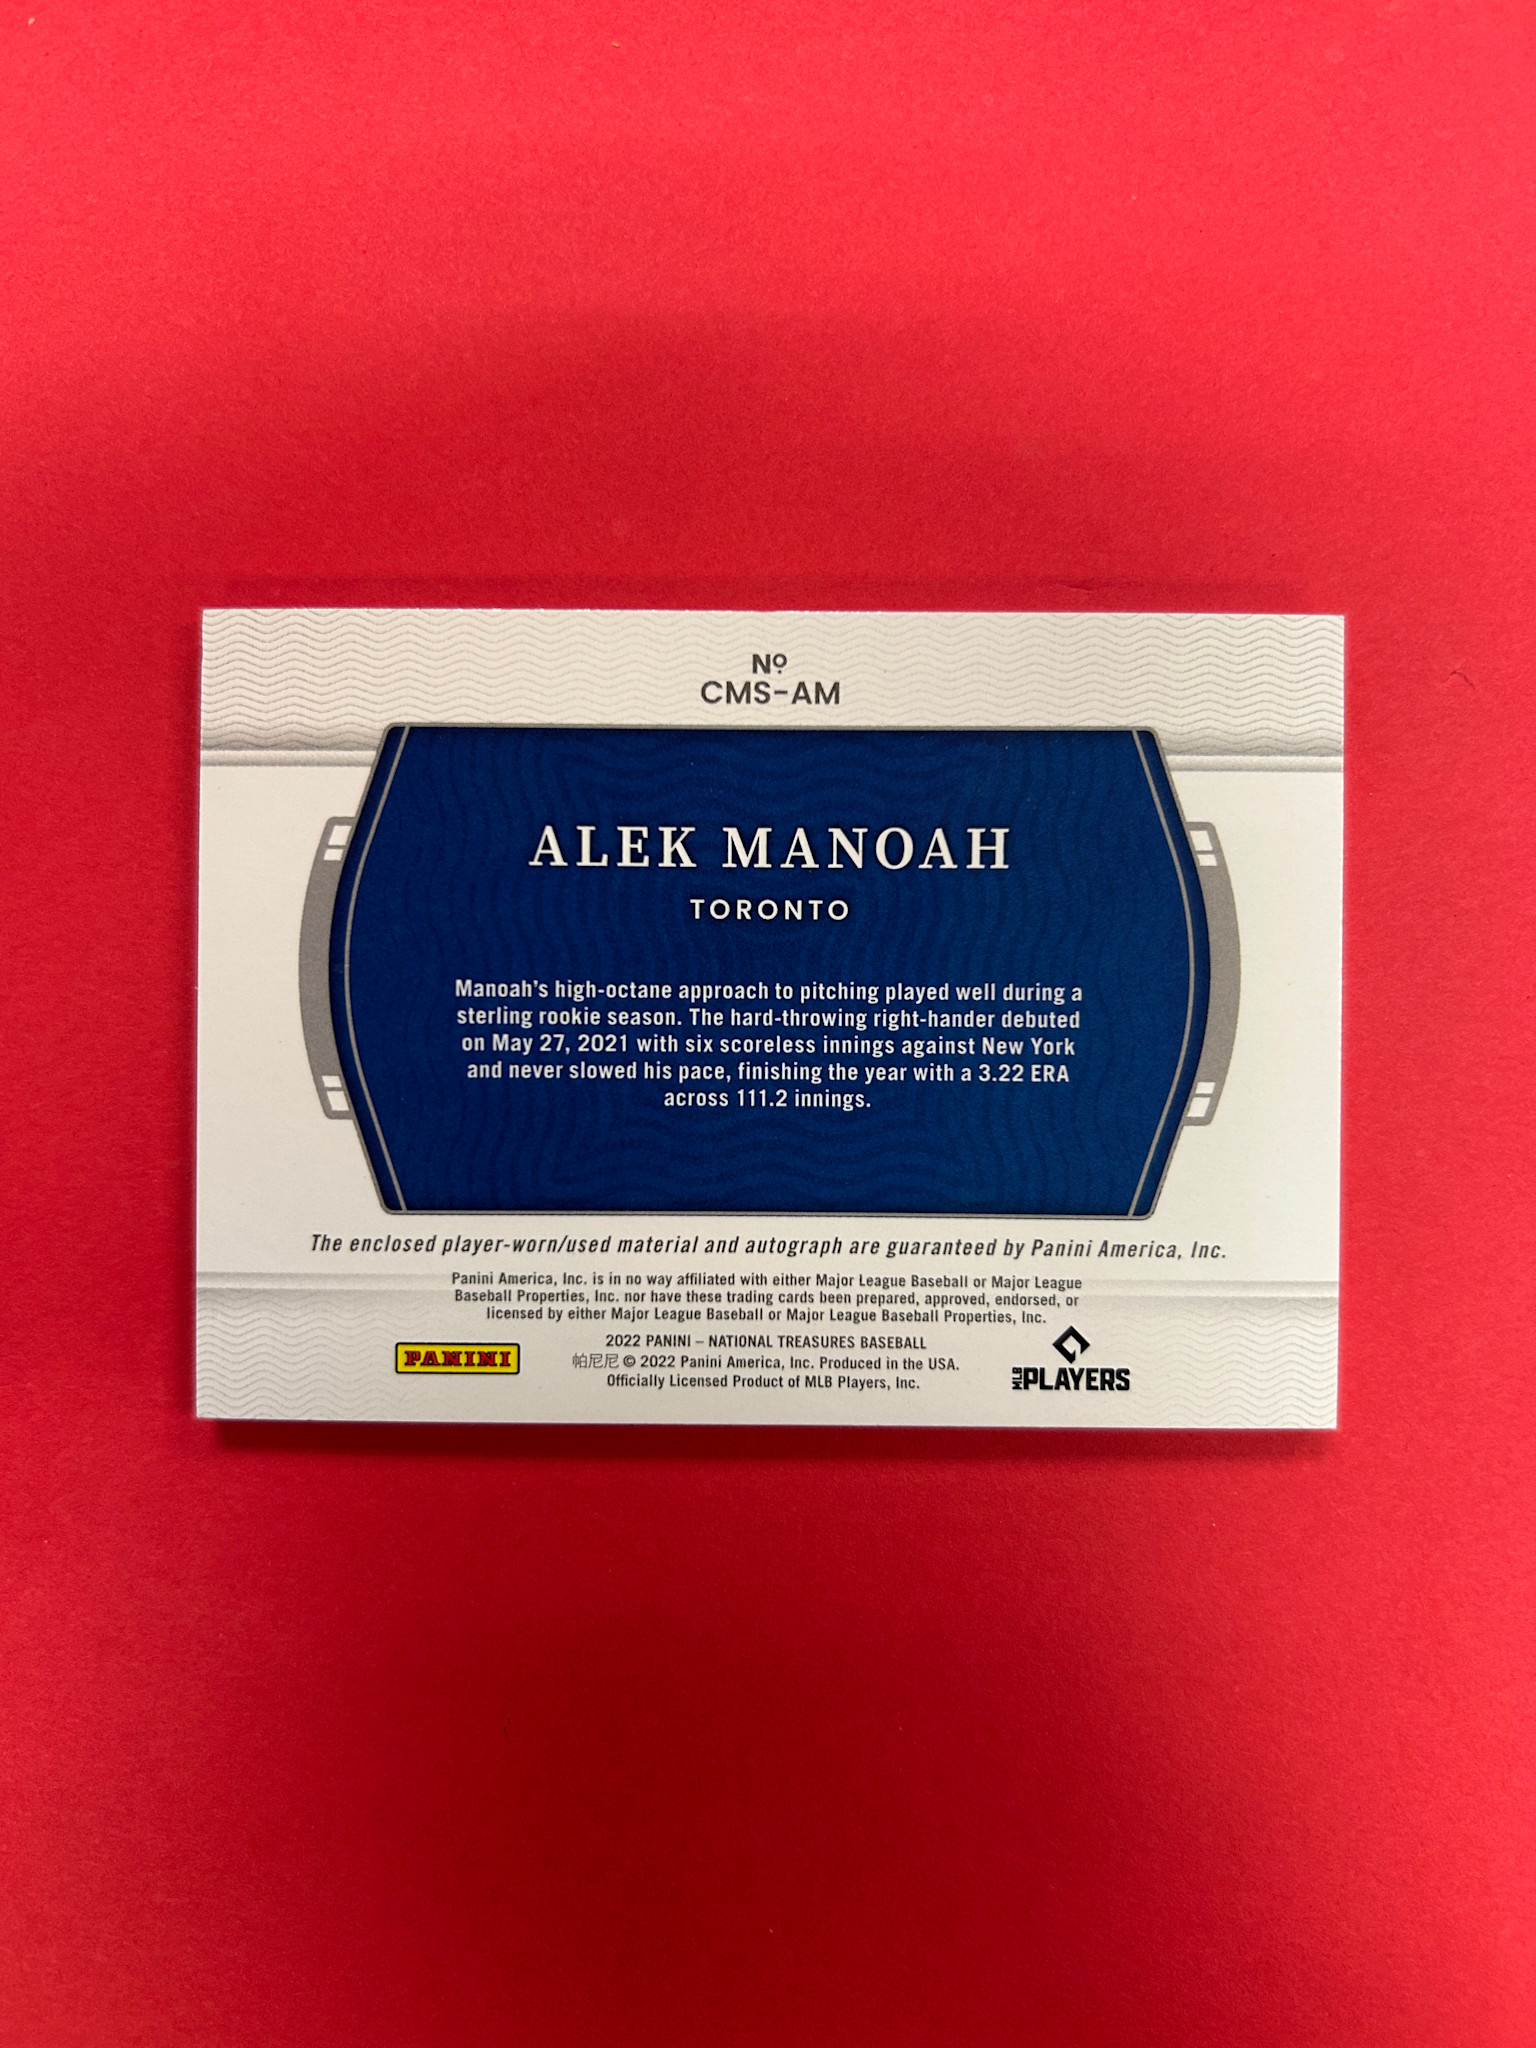 Nº
CMS-AM
ALEK MANOAH
TORONTO
Manoah's high-octane approach to pitching played well during a
sterling rookie season. The hard-throwing right-hander debuted
on May 27, 2021 with six scoreless innings against New York
and never slowed his pace, finishing the year with a 3.22 ERA
across 111.2 innings.
The enclosed player-worn/used material and autograph are guaranteed by Panini America, Inc.
Panini America, Inc. is in no way affiliated with either Major League Baseball or Major League
Baseball Properties, Inc. nor have these trading cards been prepared, approved, endorsed, or
licensed by either Major League Baseball or Major League Baseball Properties, Inc.
PANINI
2022 PANINI – NATIONAL TREASURES BASEBALL
帕尼尼 © 2022 Panini America, Inc. Produced in the USA.
Officially Licensed Product of MLB Players, Inc.
MLB PLAYERS